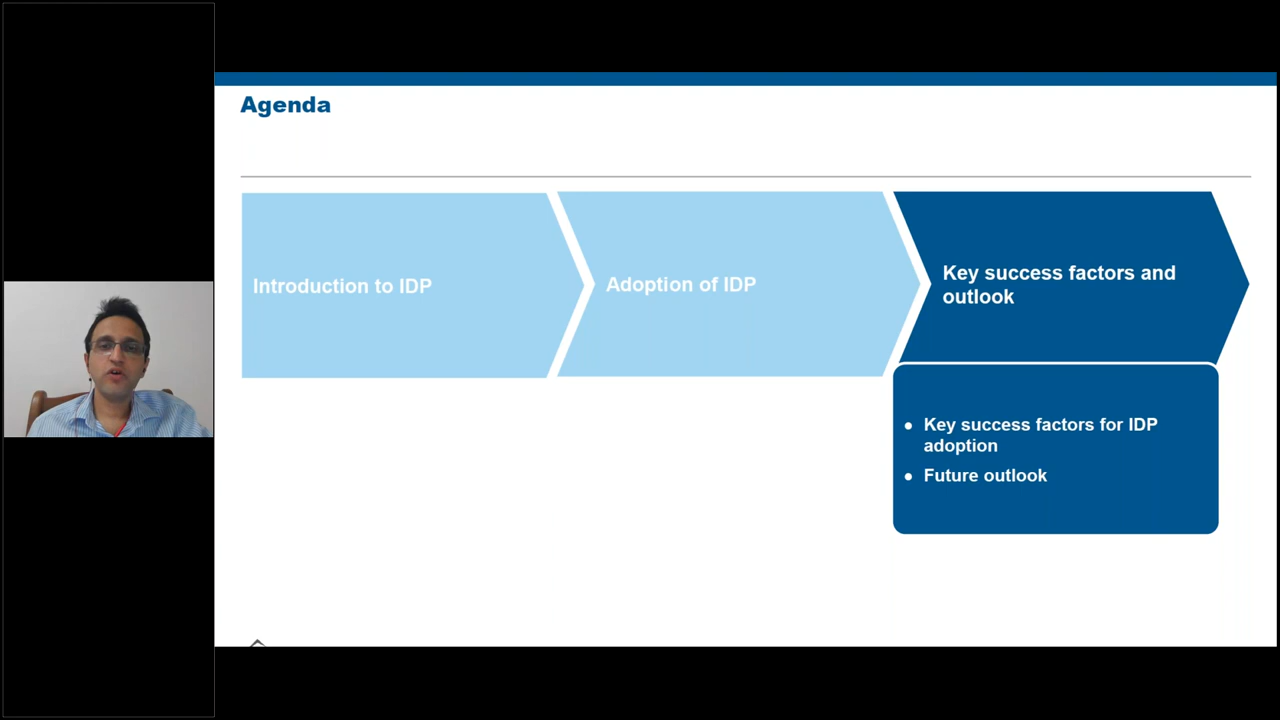 Agenda
Introduction to IDP
Adoption of IDP
Key success factors and
outlook
● Key success factors for IDP
adoption
● Future outlook